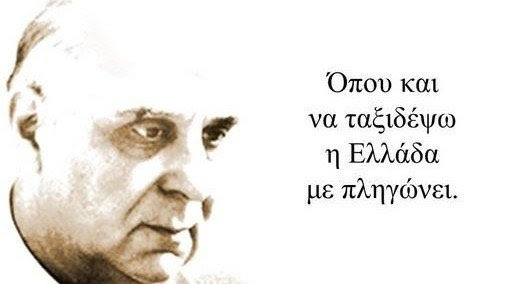 Όπου και
να ταξιδέψω
η Ελλάδα
με πληγώνει.